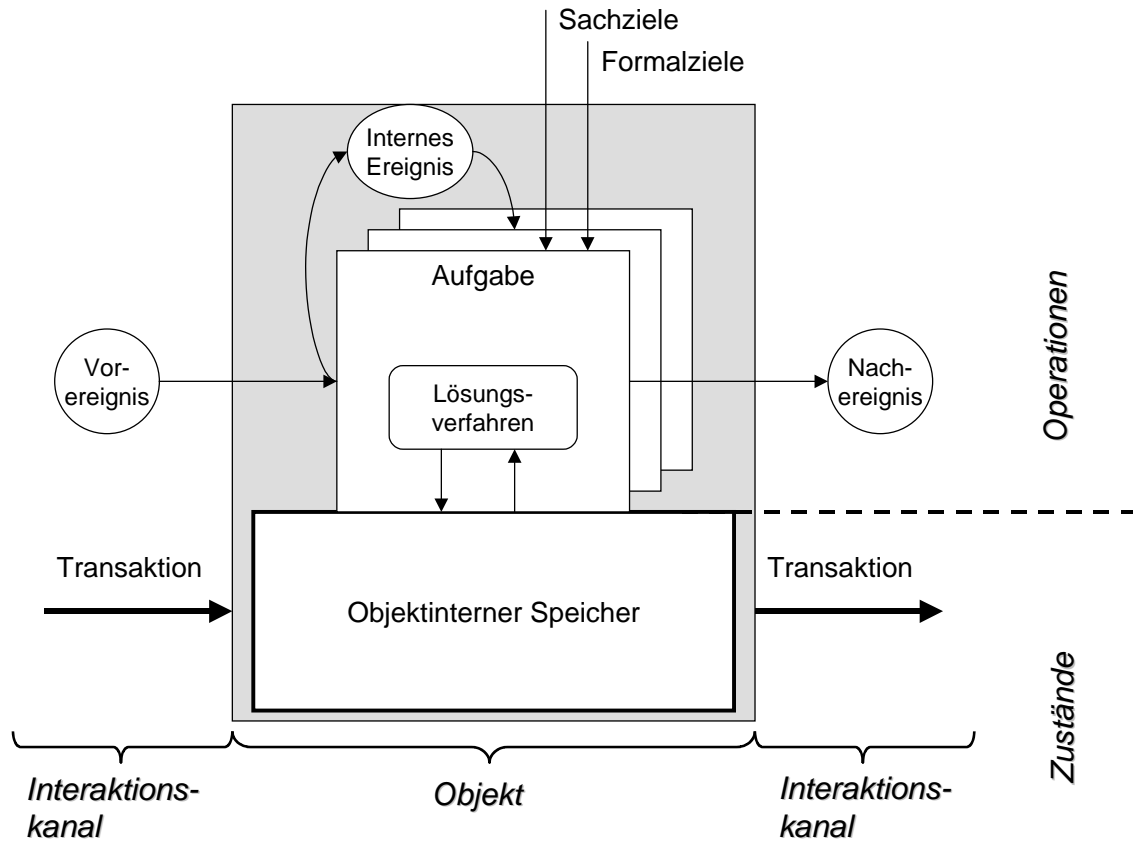 Sachziele
Formalziele
Internes
Ereignis
Aufgabe
Operationen
Vor-
ereignis
Lösungs-
verfahren
Nach-
ereignis
Transaktion
Transaktion
Objektinterner Speicher
Zustände
Interaktions-
kanal
Objekt
Interaktions-
kanal